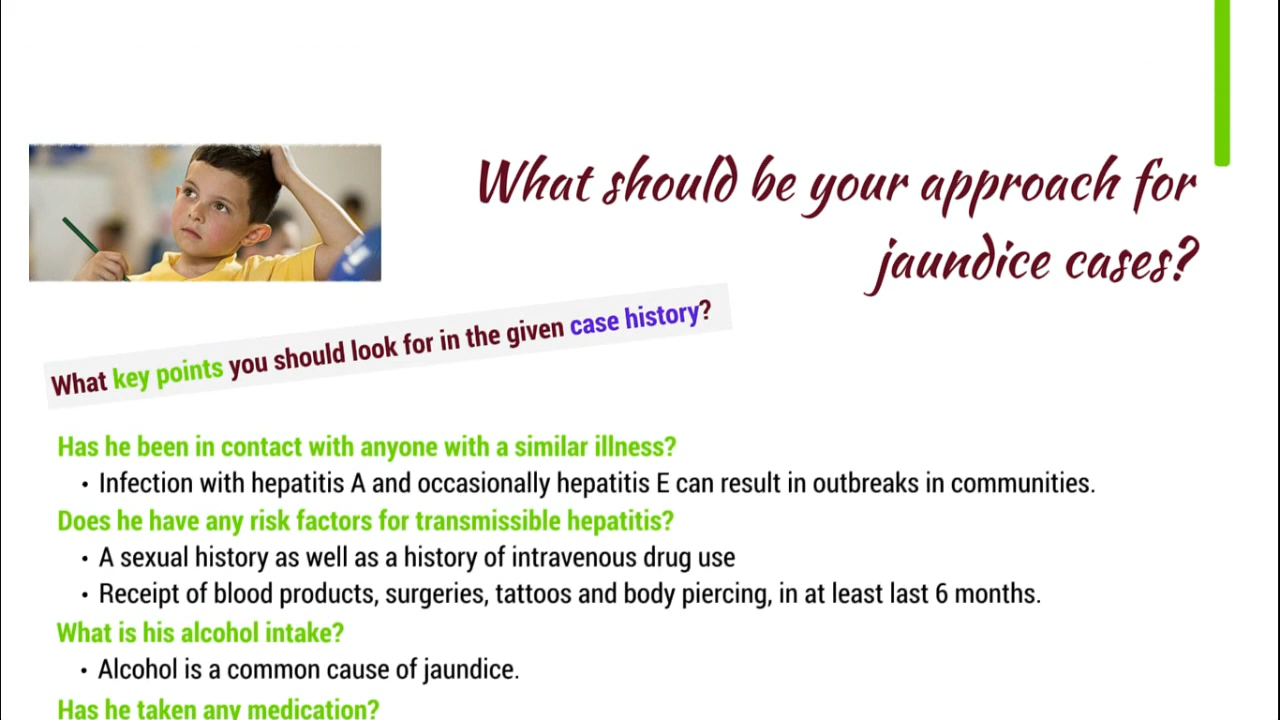 What should be your approach for
jaundice cases?
What key points you should look for in the given case history?
Has he been in contact with anyone with a similar illness?
• Infection with hepatitis A and occasionally hepatitis E can result in outbreaks in communities.
Does he have any risk factors for transmissible hepatitis?
• A sexual history as well as a history of intravenous drug use
• Receipt of blood products, surgeries, tattoos and body piercing, in at least last 6 months.
What is his alcohol intake?
• Alcohol is a common cause of jaundice.
Has he taken any medication?